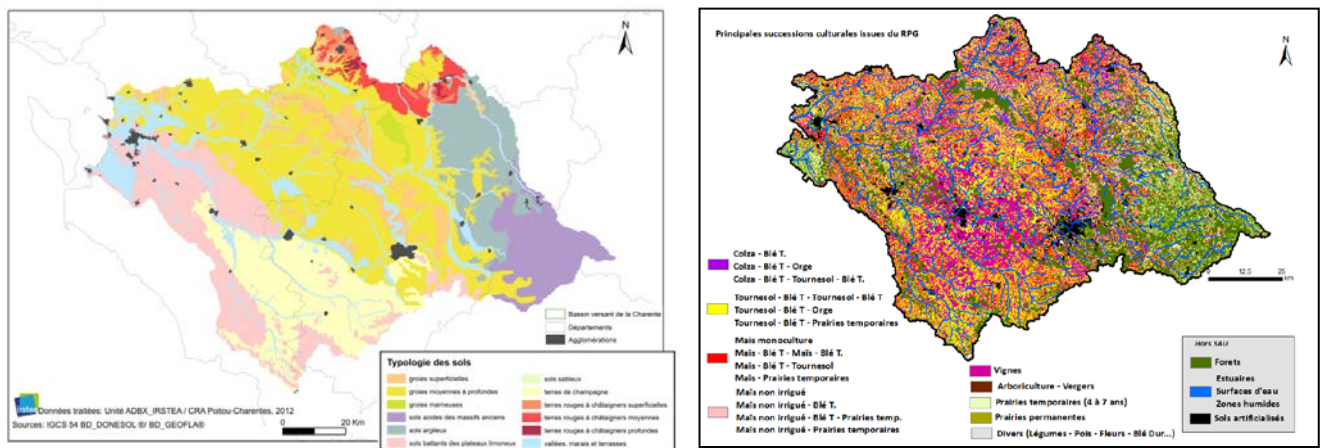 N
Bassin versant de la Charente
Départements
Agglomérations
Typologie des sols
groies superficielles
groies moyennes à profondes
groies marneuses
sols acides des massifs anciens
sols argileux
sols battants des plateaux limoneux
sols sableux
terres de champagne
terres rouges à châtaigniers superficielles
terres rouges à châtaigniers moyennes
terres rouges à châtaigniers profondes
vallées, marais et terrasses
irstea
Données traitées: Unité ADBX_IRSTEA / CRA Poitou-Charentes, 2012
Sources: IGCS 54 BD_DONESOL ®/ BD_GEOFLA®
0 20 Km
Principales successions culturales issues du RPG
N
Colza - Blé T.
Colza - Blé T - Orge
Colza - Blé T - Tournesol - Blé T.
Tournesol - Blé T - Tournesol - Blé T
Tournesol - Blé T - Orge
Tournesol - Blé T - Prairies temporaires
Maïs monoculture
Maïs - Blé T - Maïs - Blé T.
Maïs - Blé T - Tournesol
Maïs - Prairies temporaires
Maïs non irrigué
Maïs non irrigué - Blé T.
Maïs non irrigué - Blé T - Prairies temp.
Maïs non irrigué - Prairies temporaires
Vignes
Arboriculture - Vergers
Prairies temporaires (4 à 7 ans)
Prairies permanentes
Divers (Légumes - Pois - Fleurs - Blé Dur...)
0 12.5 25
km
Hors SAU
Forets
Estuaires
Surfaces d'eau
Zones humides
Sols artificialisés